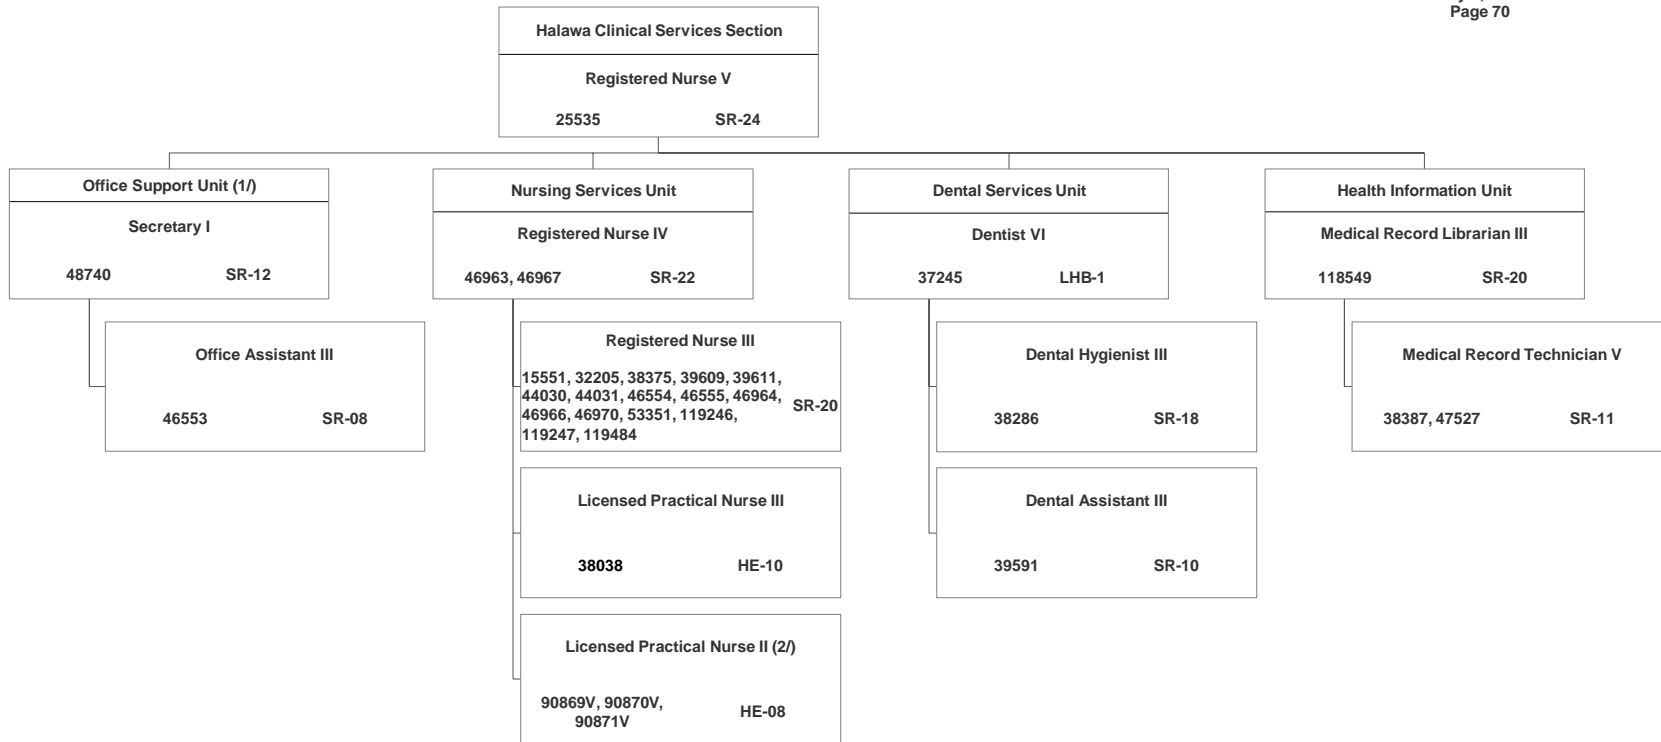 Page 70
Halawa Clinical Services Section
Registered Nurse V
25535 SR-24
Office Support Unit (1/)
Secretary I
48740 SR-12
Office Assistant III
46553 SR-08
Nursing Services Unit
Registered Nurse IV
46963, 46967 SR-22
Registered Nurse III
15551, 32205, 38375, 39609, 39611,
44030, 44031, 46554, 46555, 46964,
46966, 46970, 53351, 119246,
119247, 119484
SR-20
Licensed Practical Nurse III
38038 HE-10
Licensed Practical Nurse II (2/)
90869V, 90870V,
90871V
HE-08
Dental Services Unit
Dentist VI
37245 LHB-1
Dental Hygienist III
38286 SR-18
Dental Assistant III
39591 SR-10
Health Information Unit
Medical Record Librarian III
118549 SR-20
Medical Record Technician V
38387, 47527 SR-11